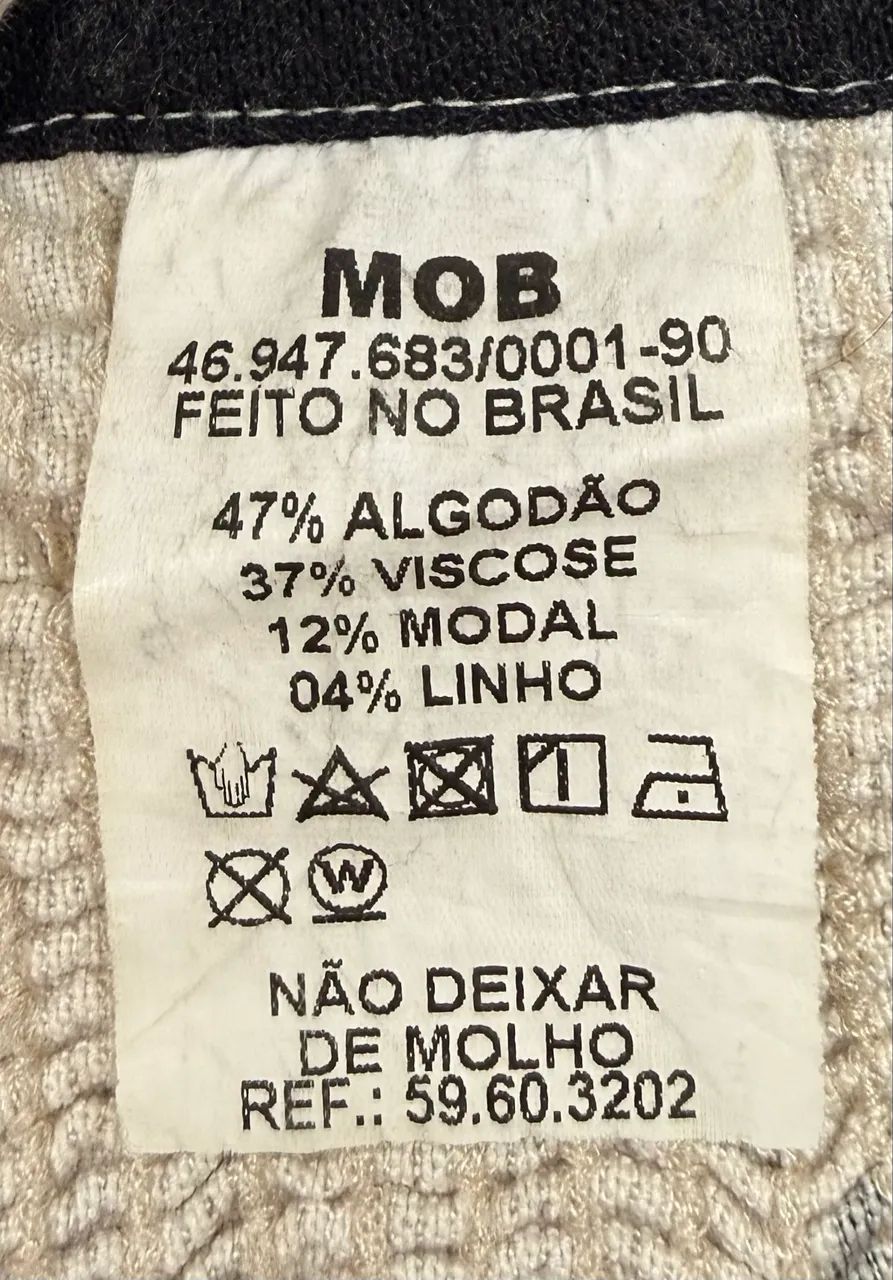 MOB
46.947.683/0001-90
FEITO NO BRASIL
47% ALGODÃO
37% VISCOSE
12% MODAL
04% LINHO
W
NÃO DEIXAR
DE MOLHO
REF.: 59.60.3202